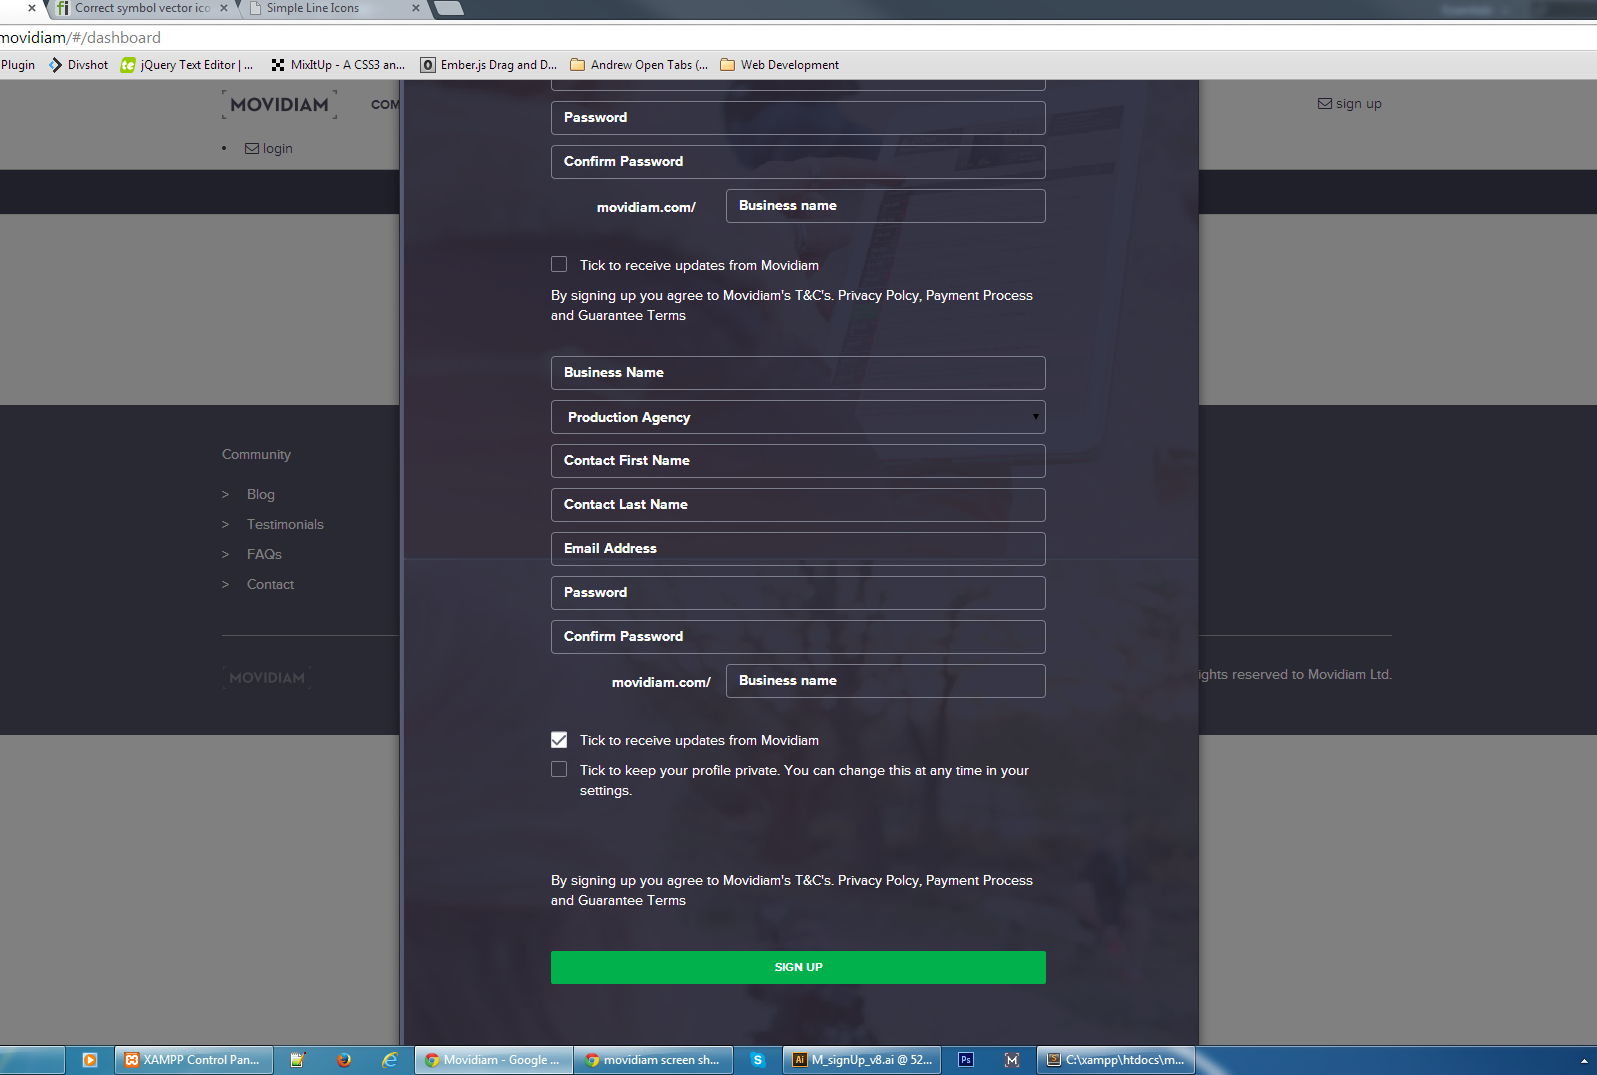 Correct symbol vector ico
Simple Line Icons
movidiam/#/dashboard
Plugin
Divshot
jQuery Text Editor | ...
MixItUp - A CSS3 an...
Ember.js Drag and D...
Andrew Open Tabs (...
Web Development
MOVIDIAM
COM
sign up
login
Password
Confirm Password
movidiam.com/
Business name
Tick to receive updates from Movidiam
By signing up you agree to Movidiam's T&C's. Privacy Polcy, Payment Process
and Guarantee Terms
Business Name
Production Agency
Contact First Name
Contact Last Name
Email Address
Password
Confirm Password
movidiam.com/
Business name
Tick to receive updates from Movidiam
Tick to keep your profile private. You can change this at any time in your
settings.
By signing up you agree to Movidiam's T&C's. Privacy Polcy, Payment Process
and Guarantee Terms
SIGN UP
Community
> Blog
> Testimonials
> FAQs
> Contact
MOVIDIAM
ights reserved to Movidiam Ltd.
XAMPP Control Pan...
Movidiam - Google ...
movidiam screen sh...
Ai
M_signUp_v8.ai @ 52...
Ps
M
C:\xampp\htdocs\m...